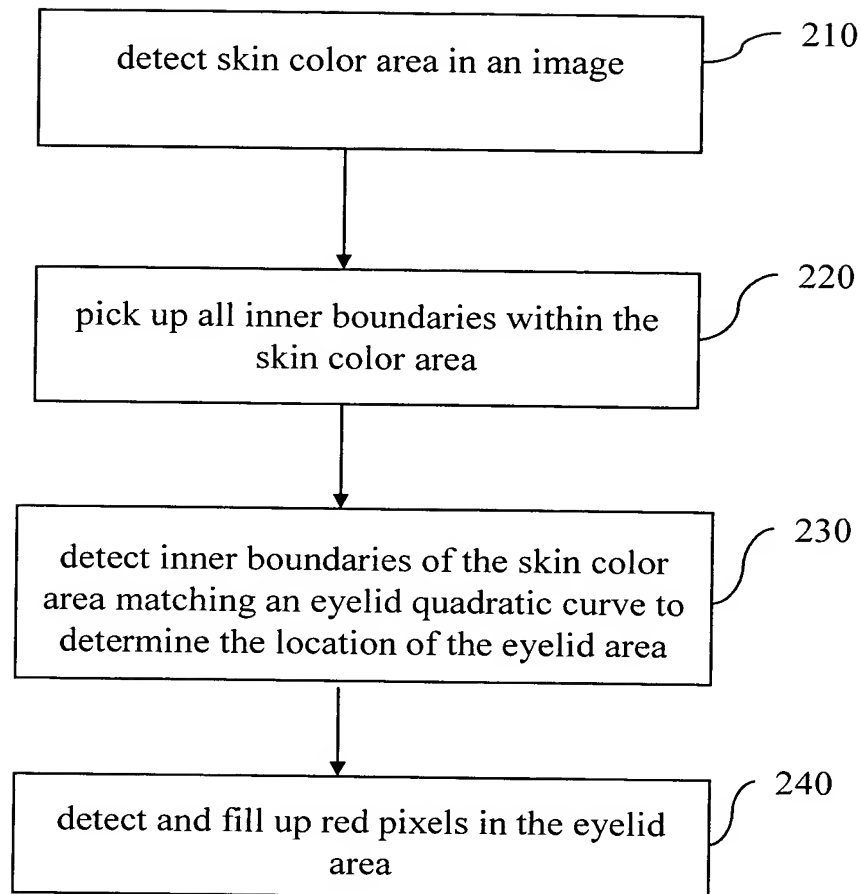 210
detect skin color area in an image
220
pick up all inner boundaries within the
skin color area
230
detect inner boundaries of the skin color
area matching an eyelid quadratic curve to
determine the location of the eyelid area
240
detect and fill up red pixels in the eyelid
area